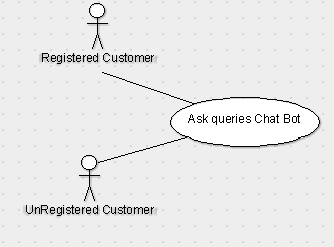 Registered Customer
Ask queries Chat Bot
UnRegistered Customer